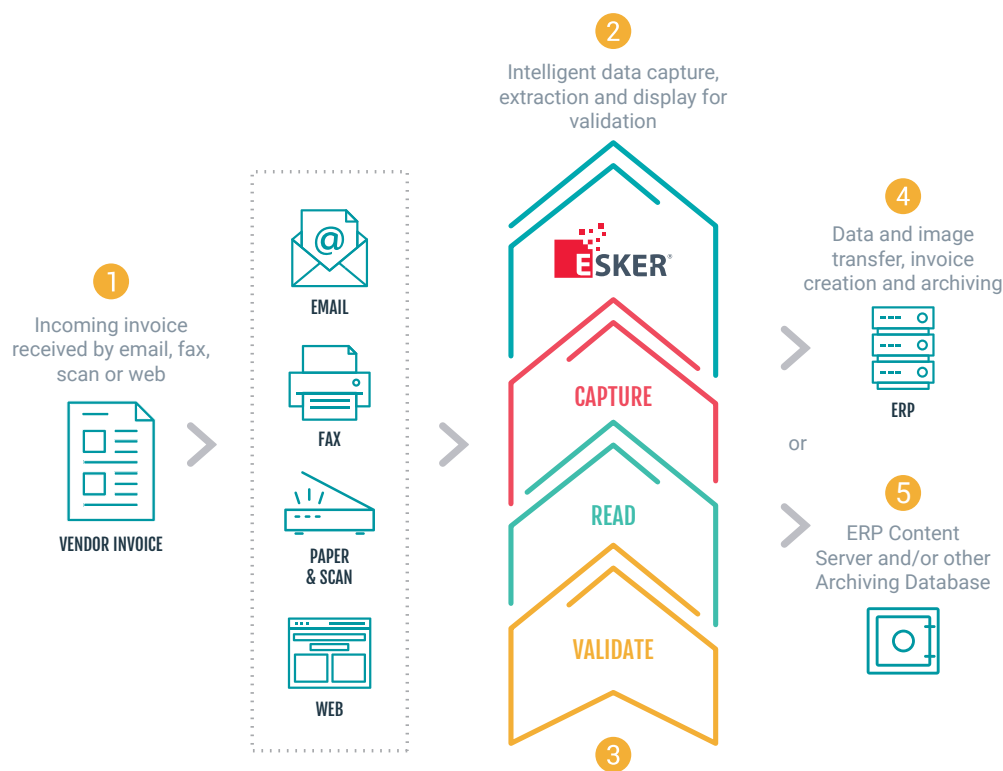 1
Incoming invoice
received by email, fax,
scan or web
VENDOR INVOICE
@
EMAIL
FAX
PAPER
& SCAN
WEB
2
Intelligent data capture,
extraction and display for
validation
ESKER®
CAPTURE
READ
VALIDATE
3
4
Data and image
transfer, invoice
creation and archiving
ERP
or
5
ERP Content
Server and/or other
Archiving Database